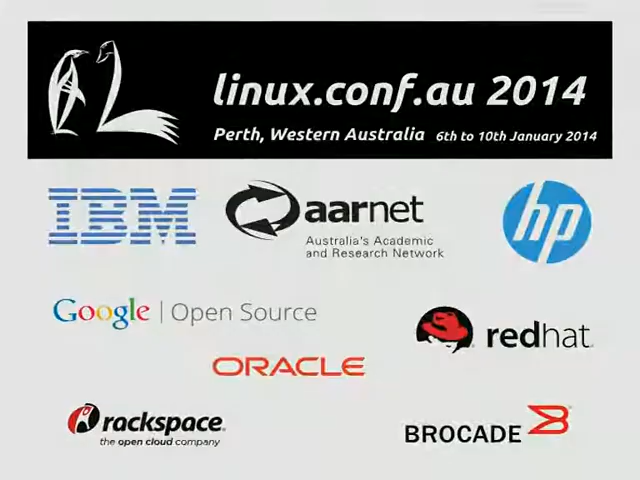 linux.conf.au 2014
Perth, Western Australia 6th to 10th January 2014
IBM
aarnet
Australia's Academic
and Research Network
hp
Google | Open Source
redhat.
ORACLE
rackspace.
the open cloud company
BROCADE